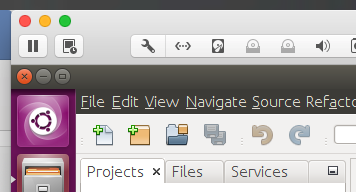 File Edit View Navigate Source Refacto
Projects Files Services